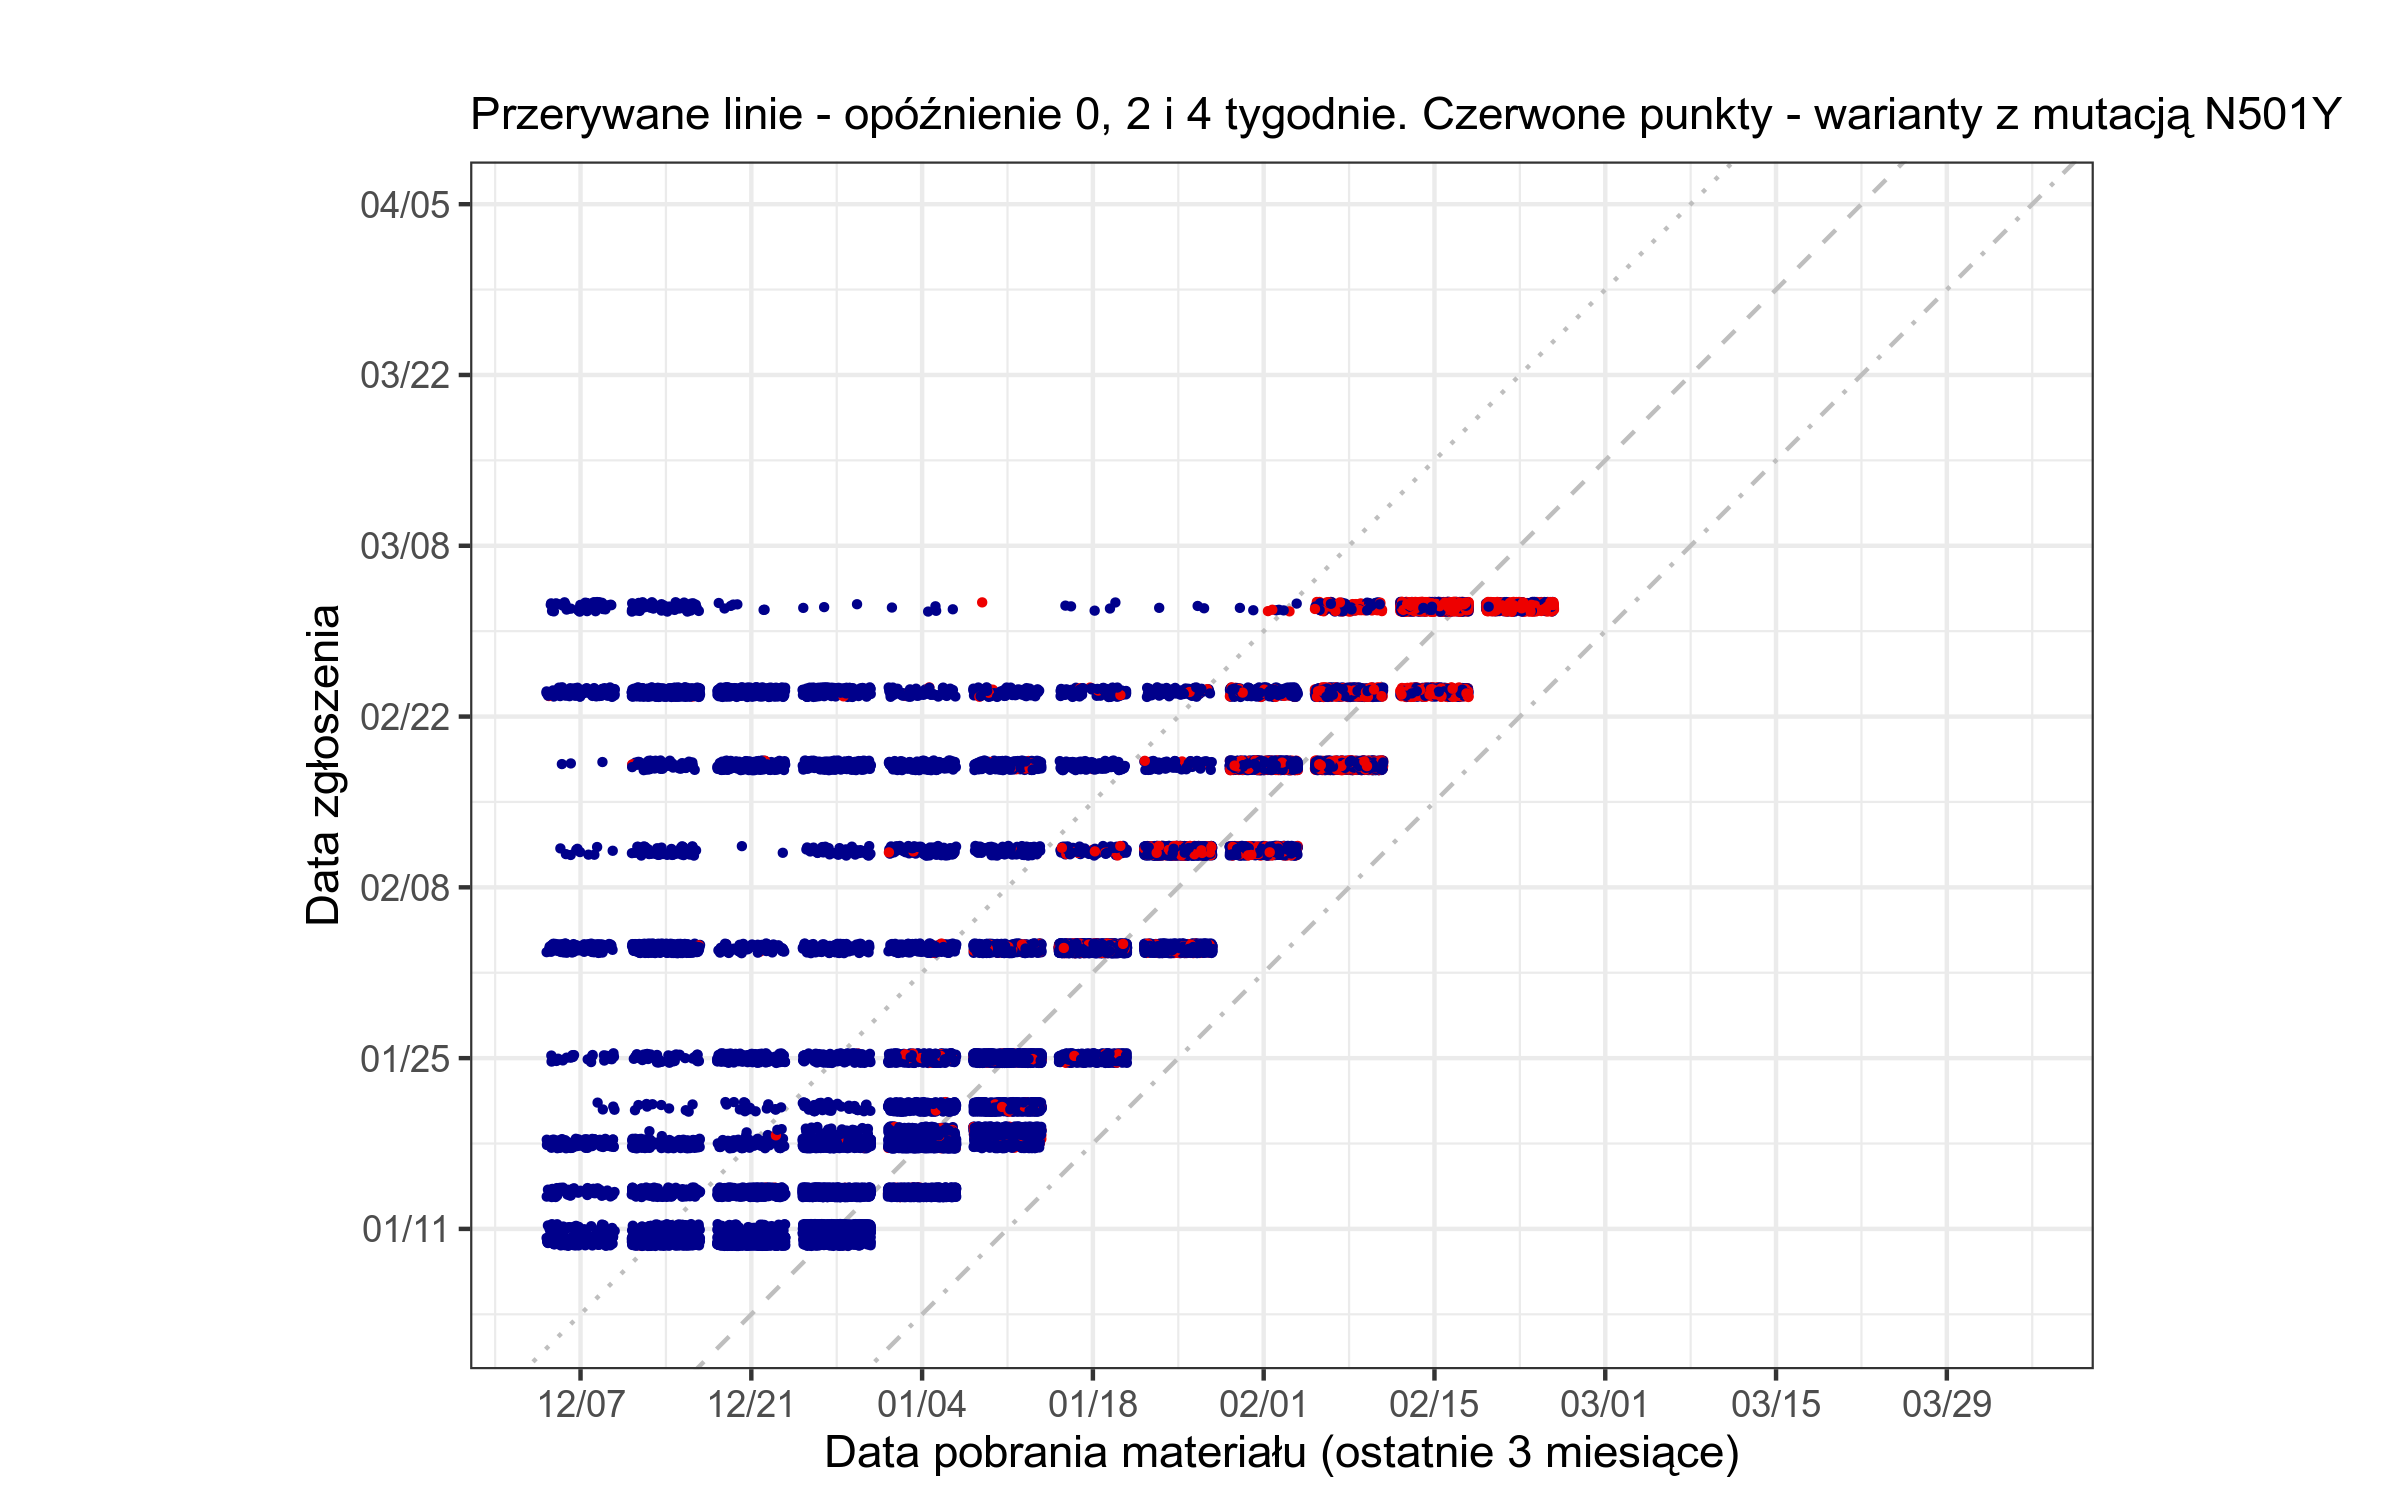 Przerywane linie - opóźnienie 0, 2 i 4 tygodnie. Czerwone punkty - warianty z mutacją N501Y
04/05
03/22
03/08
02/22
02/08
01/25
01/11
Data zgłoszenia
12/07 12/21 01/04 01/18 02/01 02/15 03/01 03/15 03/29
Data pobrania materiału (ostatnie 3 miesiące)